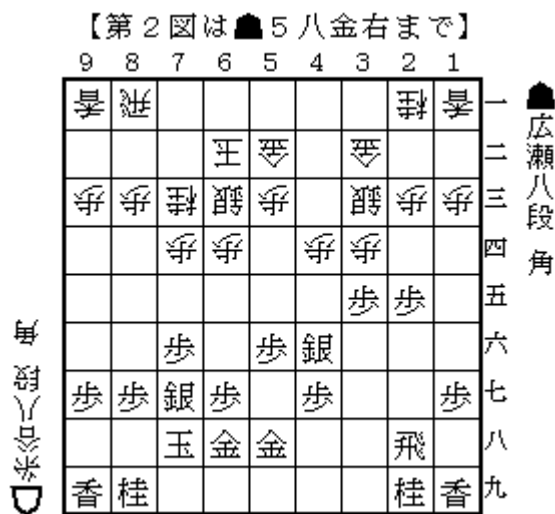 【第２図は☗５八金右まで】
９ ８ ７ ６ ５ ４ ３ ２ １
香 飛 桂 香 一
王 金 金 二
歩 歩 桂 銀 歩 銀 歩 歩 三
歩 歩 歩 歩 四
歩 歩 五
歩 歩 銀 六
歩 歩 銀 歩 歩 歩 七
玉 金 金 飛 八
香 桂 桂 香 九
☗広瀬八段 角
☖糸谷八段 角